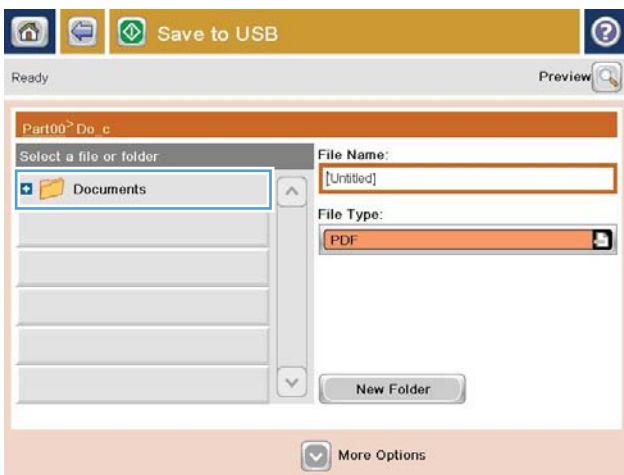 Save to USB
Ready
Preview
Part00>Do_c
Select a file or folder
Documents
File Name:
[Untitled]
File Type:
PDF
New Folder
More Options